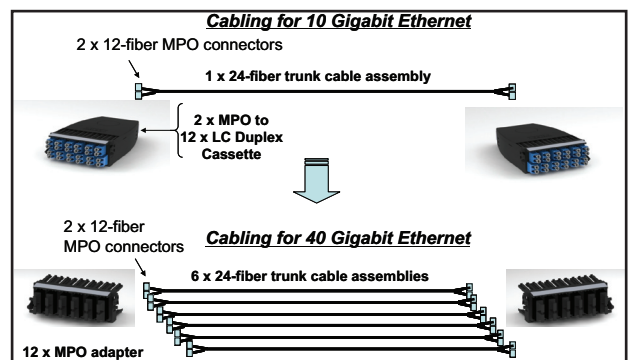 Cabling for 10 Gigabit Ethernet
2 x 12-fiber MPO connectors
1 x 24-fiber trunk cable assembly
2 x MPO to
12 x LC Duplex
Cassette
2 x 12-fiber
MPO connectors
Cabling for 40 Gigabit Ethernet
6 x 24-fiber trunk cable assemblies
12 x MPO adapter